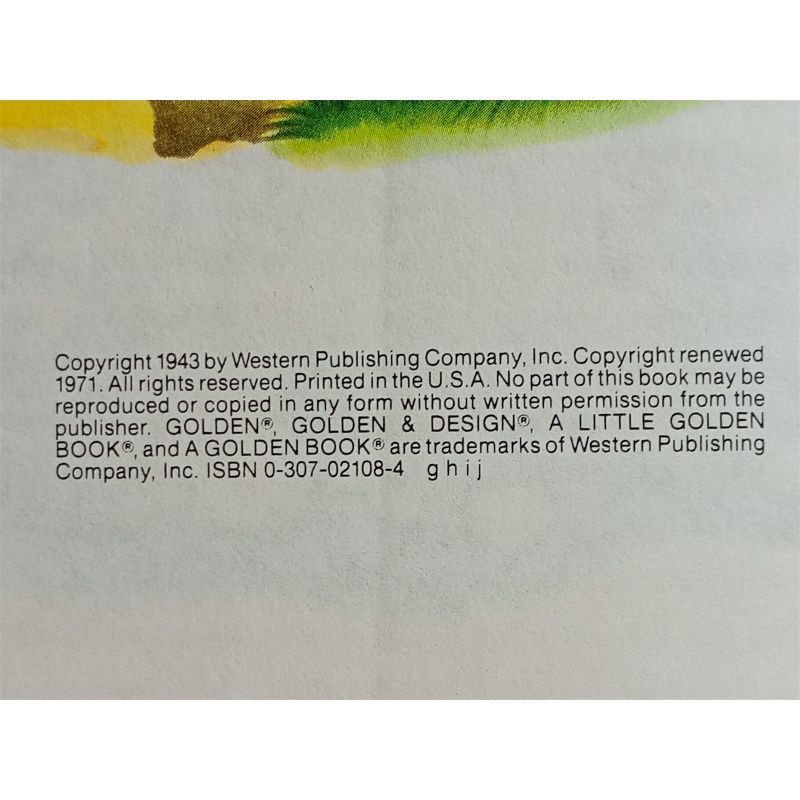 Copyright 1943 by Western Publishing Company, Inc. Copyright renewed
1971. All rights reserved. Printed in the U.S.A. No part of this book may be
reproduced or copied in any form without written permission from the
publisher. GOLDEN®, GOLDEN & DESIGN®, A LITTLE GOLDEN
BOOK®, and A GOLDEN BOOK® are trademarks of Western Publishing
Company, Inc. ISBN 0-307-02108-4 g h i j